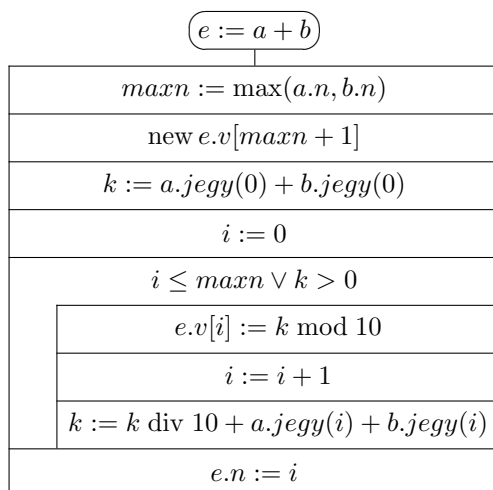 e := a + b
maxn := max(a.n, b.n)
new e.v[maxn + 1]
k := a.jegy(0) + b.jegy(0)
i := 0
i ≤ maxn ∨ k > 0
e.v[i] := k mod 10
i := i + 1
k := k div 10 + a.jegy(i) + b.jegy(i)
e.n := i